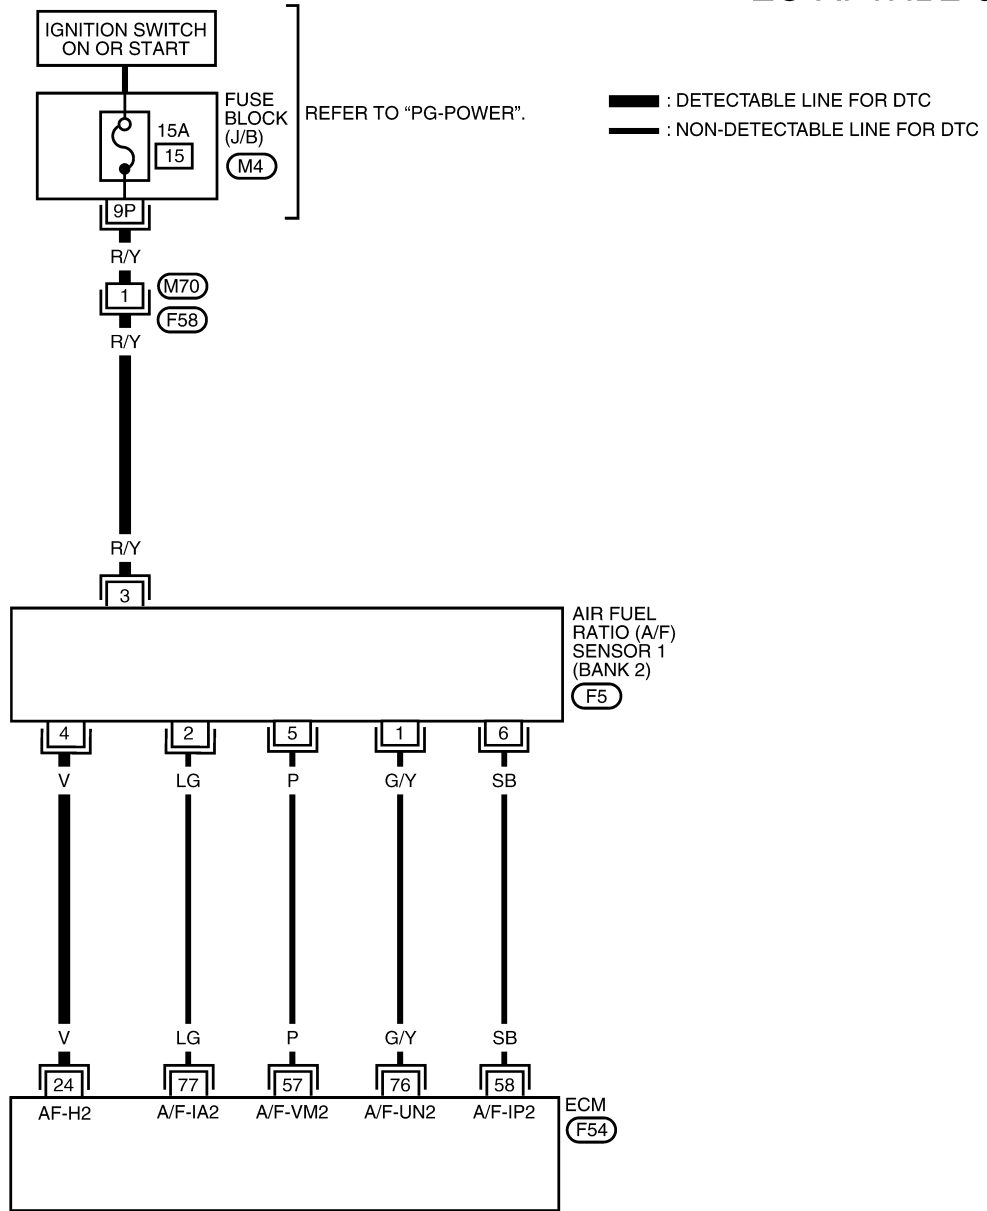 IGNITION SWITCH
ON OR START
FUSE
BLOCK
(J/B)
M4
15A
15
REFER TO “PG-POWER”.
: DETECTABLE LINE FOR DTC
: NON-DETECTABLE LINE FOR DTC
9P
R/Y
1
M70
F58
R/Y
R/Y
3
AIR FUEL
RATIO (A/F)
SENSOR 1
(BANK 2)
F5
4 2 5 1 6
V LG P G/Y SB
V LG P G/Y SB
24 77 57 76 58
AF-H2 A/F-IA2 A/F-VM2 A/F-UN2 A/F-IP2
ECM
F54